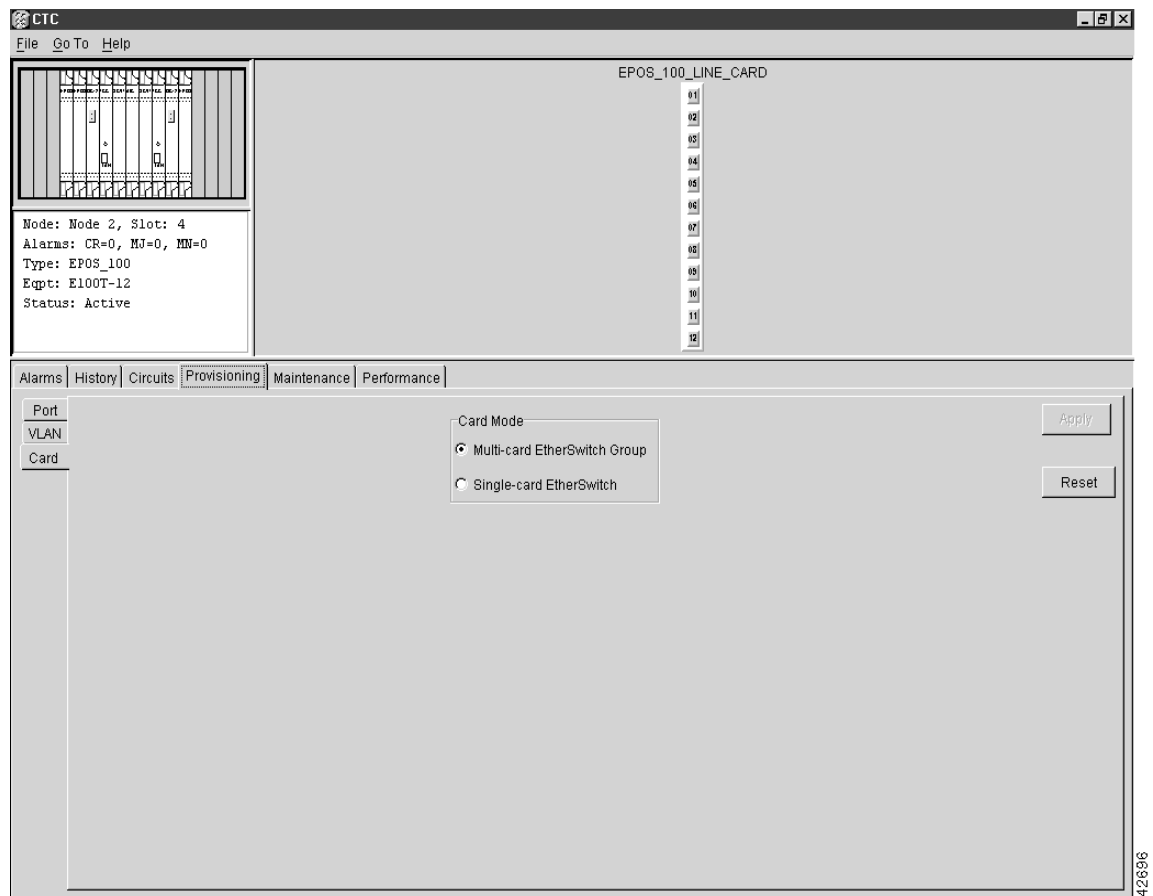 CTC
File Go To Help
EPOS_100_LINE_CARD
01
02
03
04
05
06
07
08
09
10
11
12
Node: Node 2, Slot: 4
Alarms: CR=0, MJ=0, MN=0
Type: EPOS_100
Eqpt: E100T-12
Status: Active
Alarms History Circuits Provisioning Maintenance Performance
Port
VLAN
Card
Card Mode
Multi-card EtherSwitch Group
Single-card EtherSwitch
Apply
Reset
42696